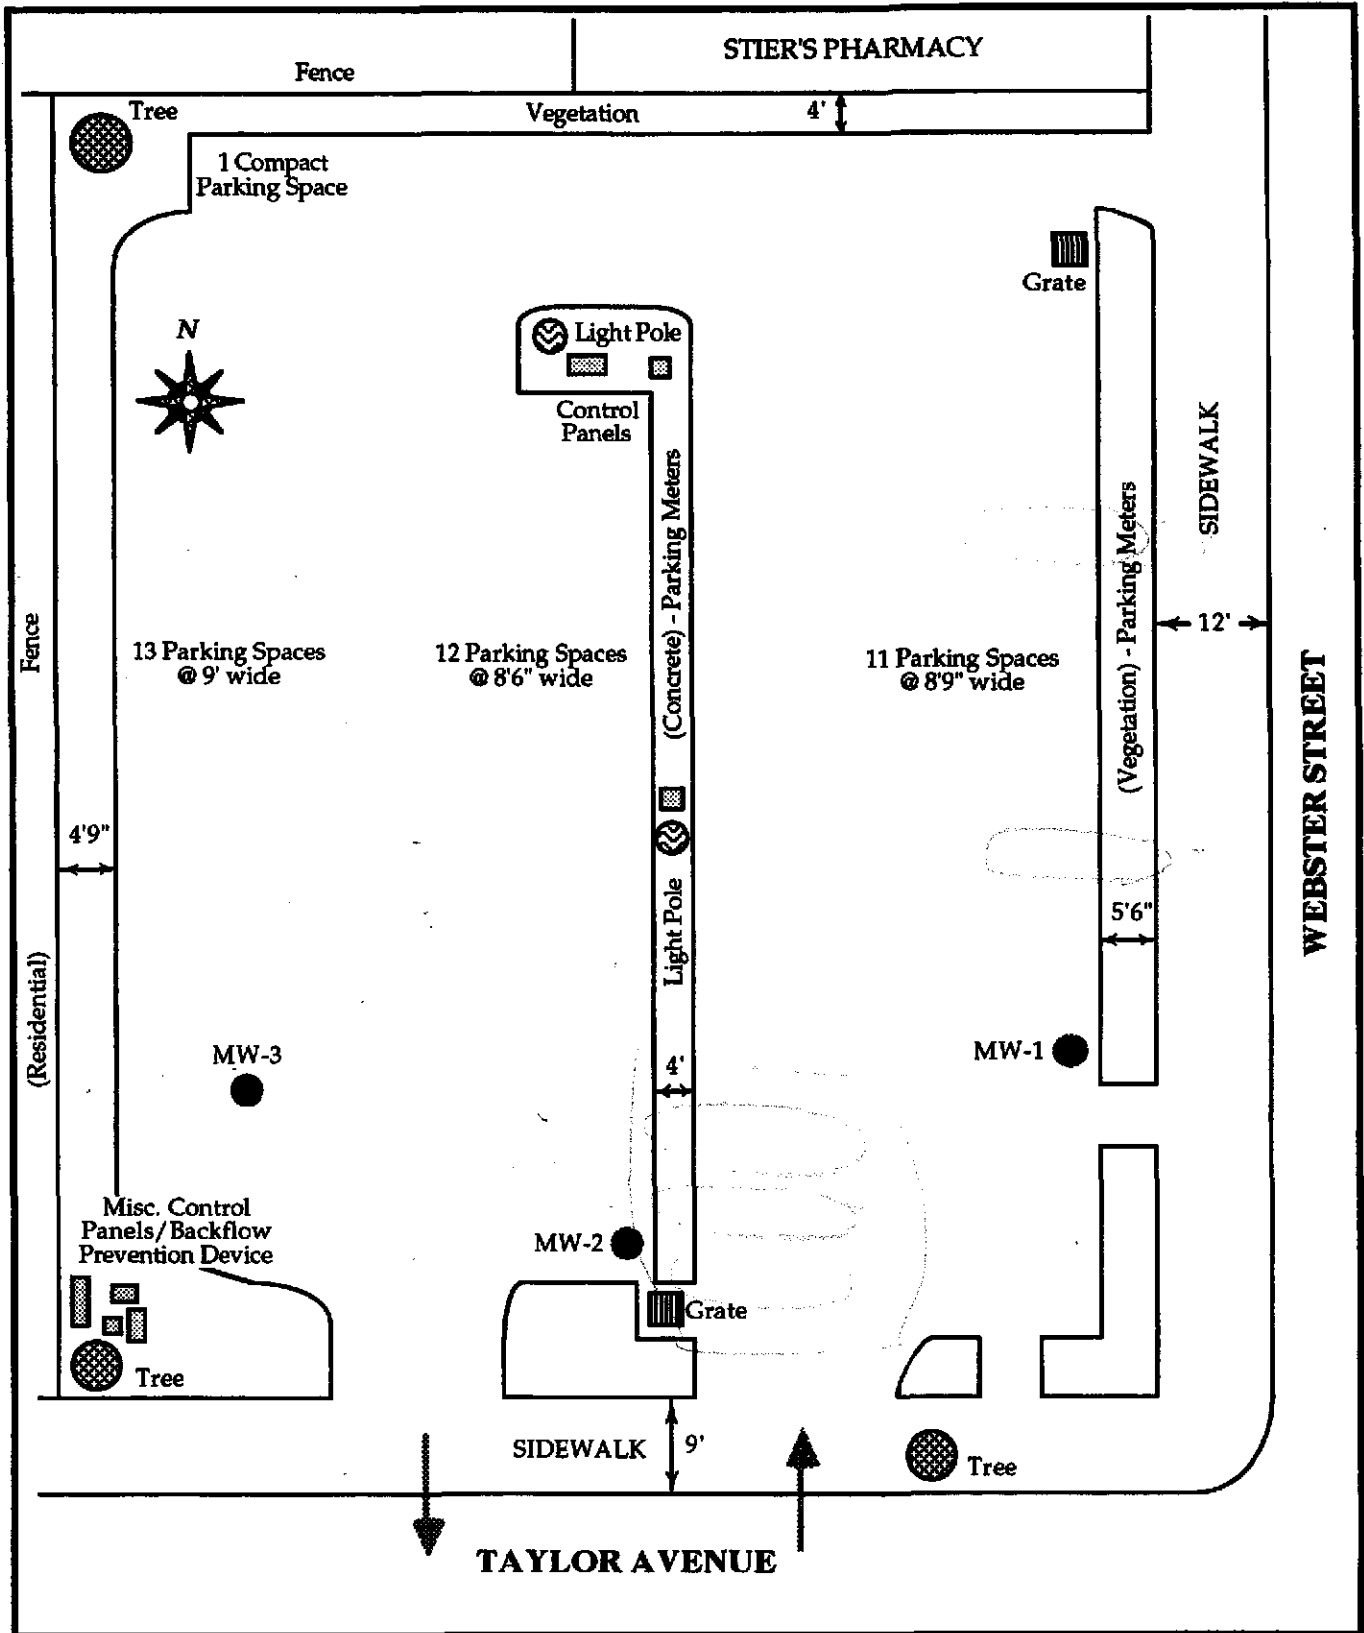 STIER'S PHARMACY
Fence
Tree
Vegetation
4'
1 Compact
Parking Space
Grate
N
Light Pole
Control
Panels
(Concrete) - Parking Meters
(Vegetation) - Parking Meters
SIDEWALK
12'
Fence
13 Parking Spaces
@ 9' wide
12 Parking Spaces
@ 8'6" wide
11 Parking Spaces
@ 8'9" wide
WEBSTER STREET
4'9"
Light Pole
5'6"
(Residential)
MW-3
MW-1
4'
Misc. Control
Panels/Backflow
Prevention Device
MW-2
Grate
Tree
SIDEWALK
9'
Tree
TAYLOR AVENUE